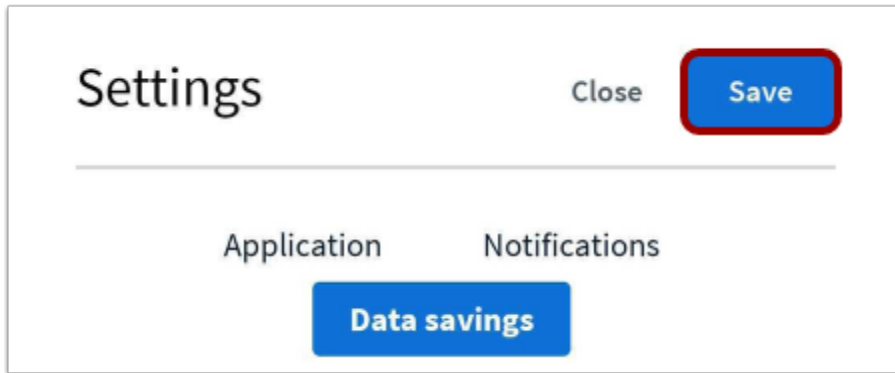 Settings Close Save
Application Notifications
Data savings